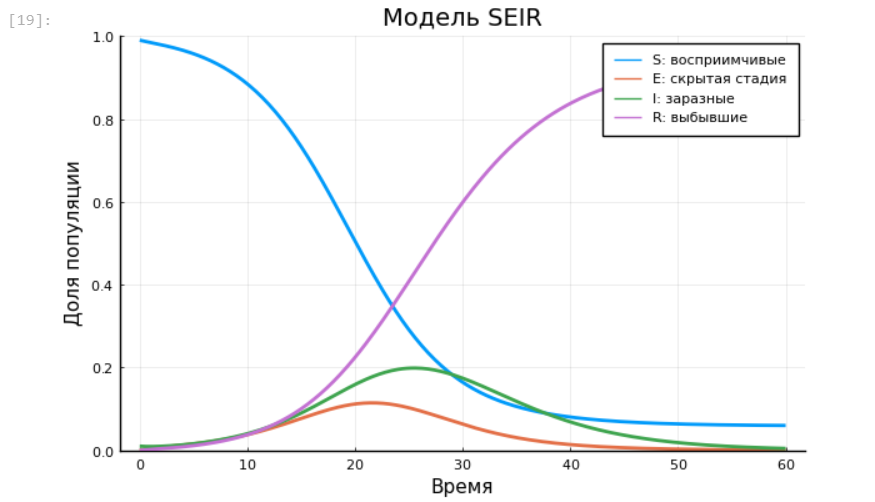 [19]:
Модель SEIR
S: восприимчивые
E: скрытая стадия
I: заразные
R: выбывшие
Доля популяции
1.0
0.8
0.6
0.4
0.2
0.0
0 10 20 30 40 50 60
Время